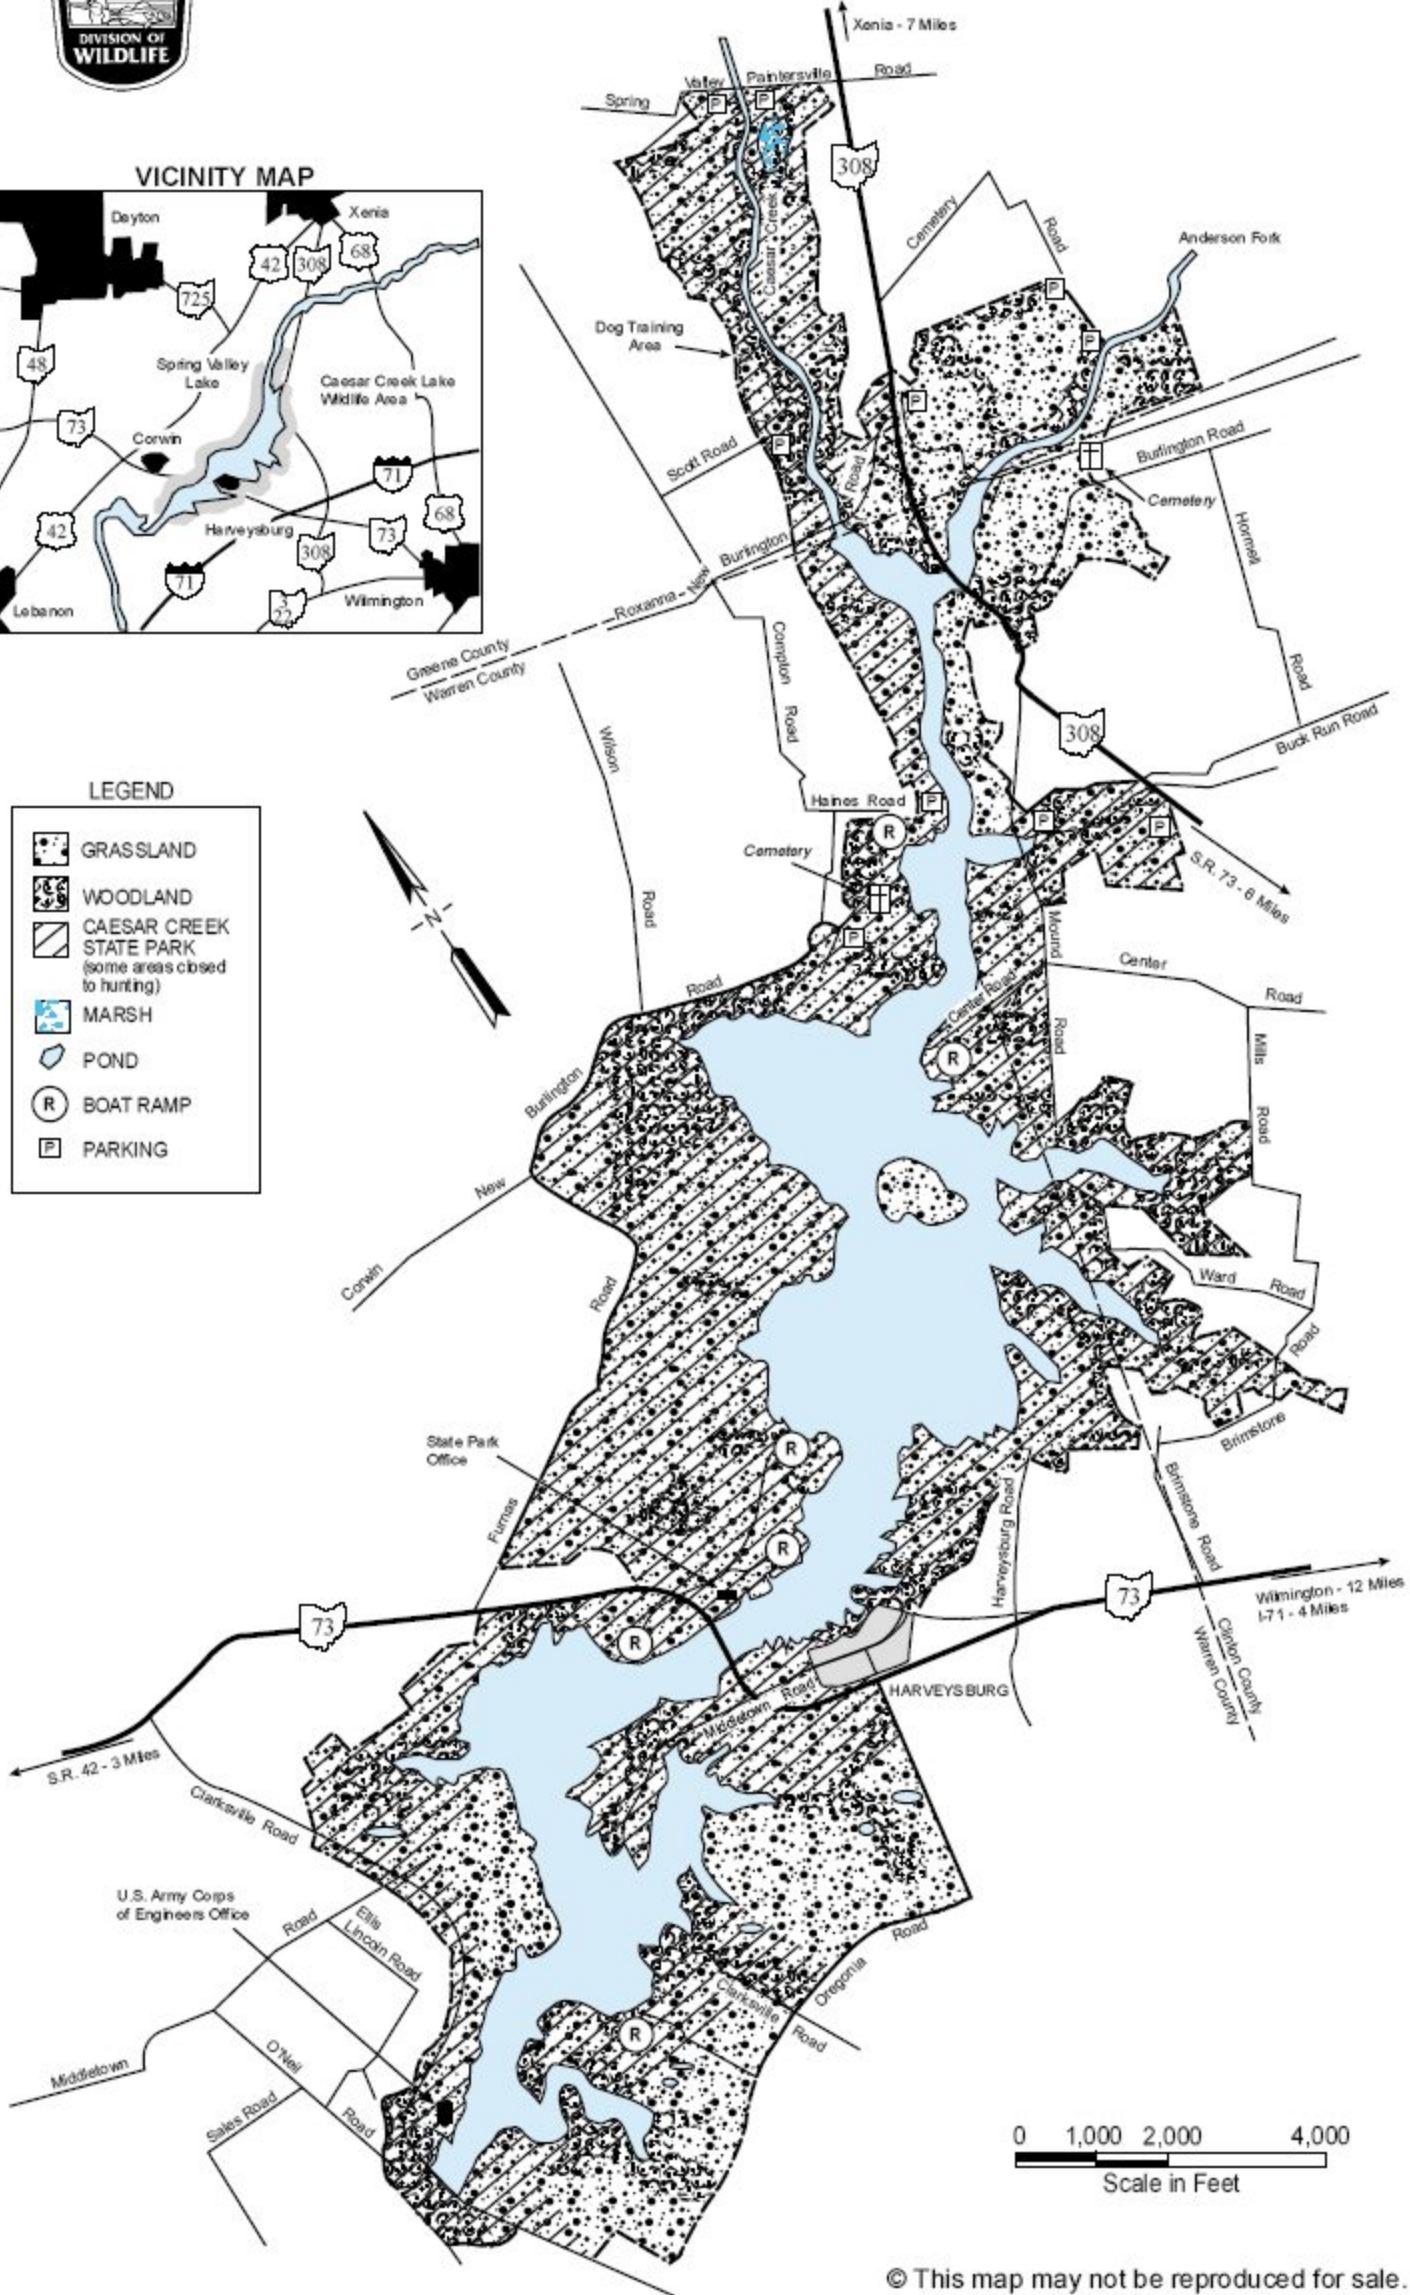 DIVISION OF
WILDLIFE
VICINITY MAP
Dayton
Xenia
42
308
68
725
48
Spring Valley
Lake
Caesar Creek Lake
Wildlife Area
73
Corwin
71
42
Harveysburg
68
73
308
71
3
22
Wilmington
Lebanon
LEGEND
GRASSLAND
WOODLAND
CAESAR CREEK
STATE PARK
(some areas closed
to hunting)
MARSH
POND
R BOAT RAMP
P PARKING
Xenia - 7 Miles
Spring
Valley
Paintersville
Road
P
P
308
Cemetery
Road
Caesar Creek
Anderson Fork
P
P
Dog Training
Area
P
P
Scott Road
Road
Burlington Road
Cemetery
Hormell
Road
Roxanna - New
Burlington
Greene County
Warren County
Compton
Road
Wilson
Road
308
Buck Run Road
Haines Road
P
R
P
P
S.R. 73 - 6 Miles
Cemetery
P
N
Mound
Road
Center
Road
Center Road
R
Mills
Road
Road
Burlington
New
Corwin
Road
Ward
Road
Road
Brimstone
State Park
Office
R
R
Furnas
Harveysburg Road
Brimstone Road
73
73
Wilmington - 12 Miles
I-71 - 4 Miles
R
Clinton County
Warren County
HARVEYSBURG
Middletown
Road
S.R. 42 - 3 Miles
Clarksville Road
U.S. Army Corps
of Engineers Office
Road
Ellis
Lincoln Road
Road
Oregonia
Clarksville
Road
R
Middletown
O'Neil
Road
Sales Road
0 1,000 2,000 4,000
Scale in Feet
© This map may not be reproduced for sale.